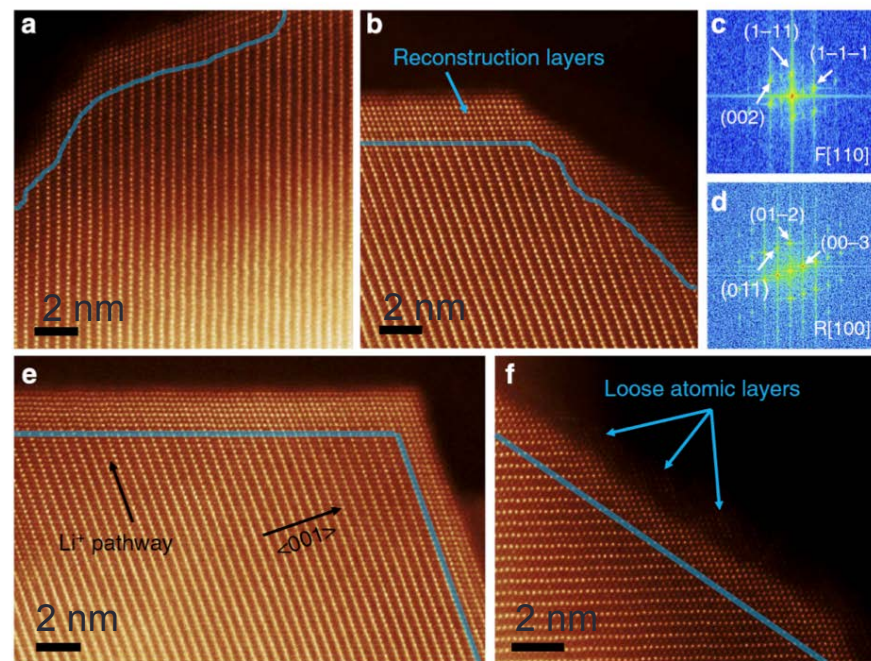 a
2 nm
b
Reconstruction layers
2 nm
c
(1–11)
(1–1–1
(002)
F[110]
d
(01–2)
(00–3)
(011)
R[100]
e
Li⁺ pathway
<001>
2 nm
f
Loose atomic layers
2 nm